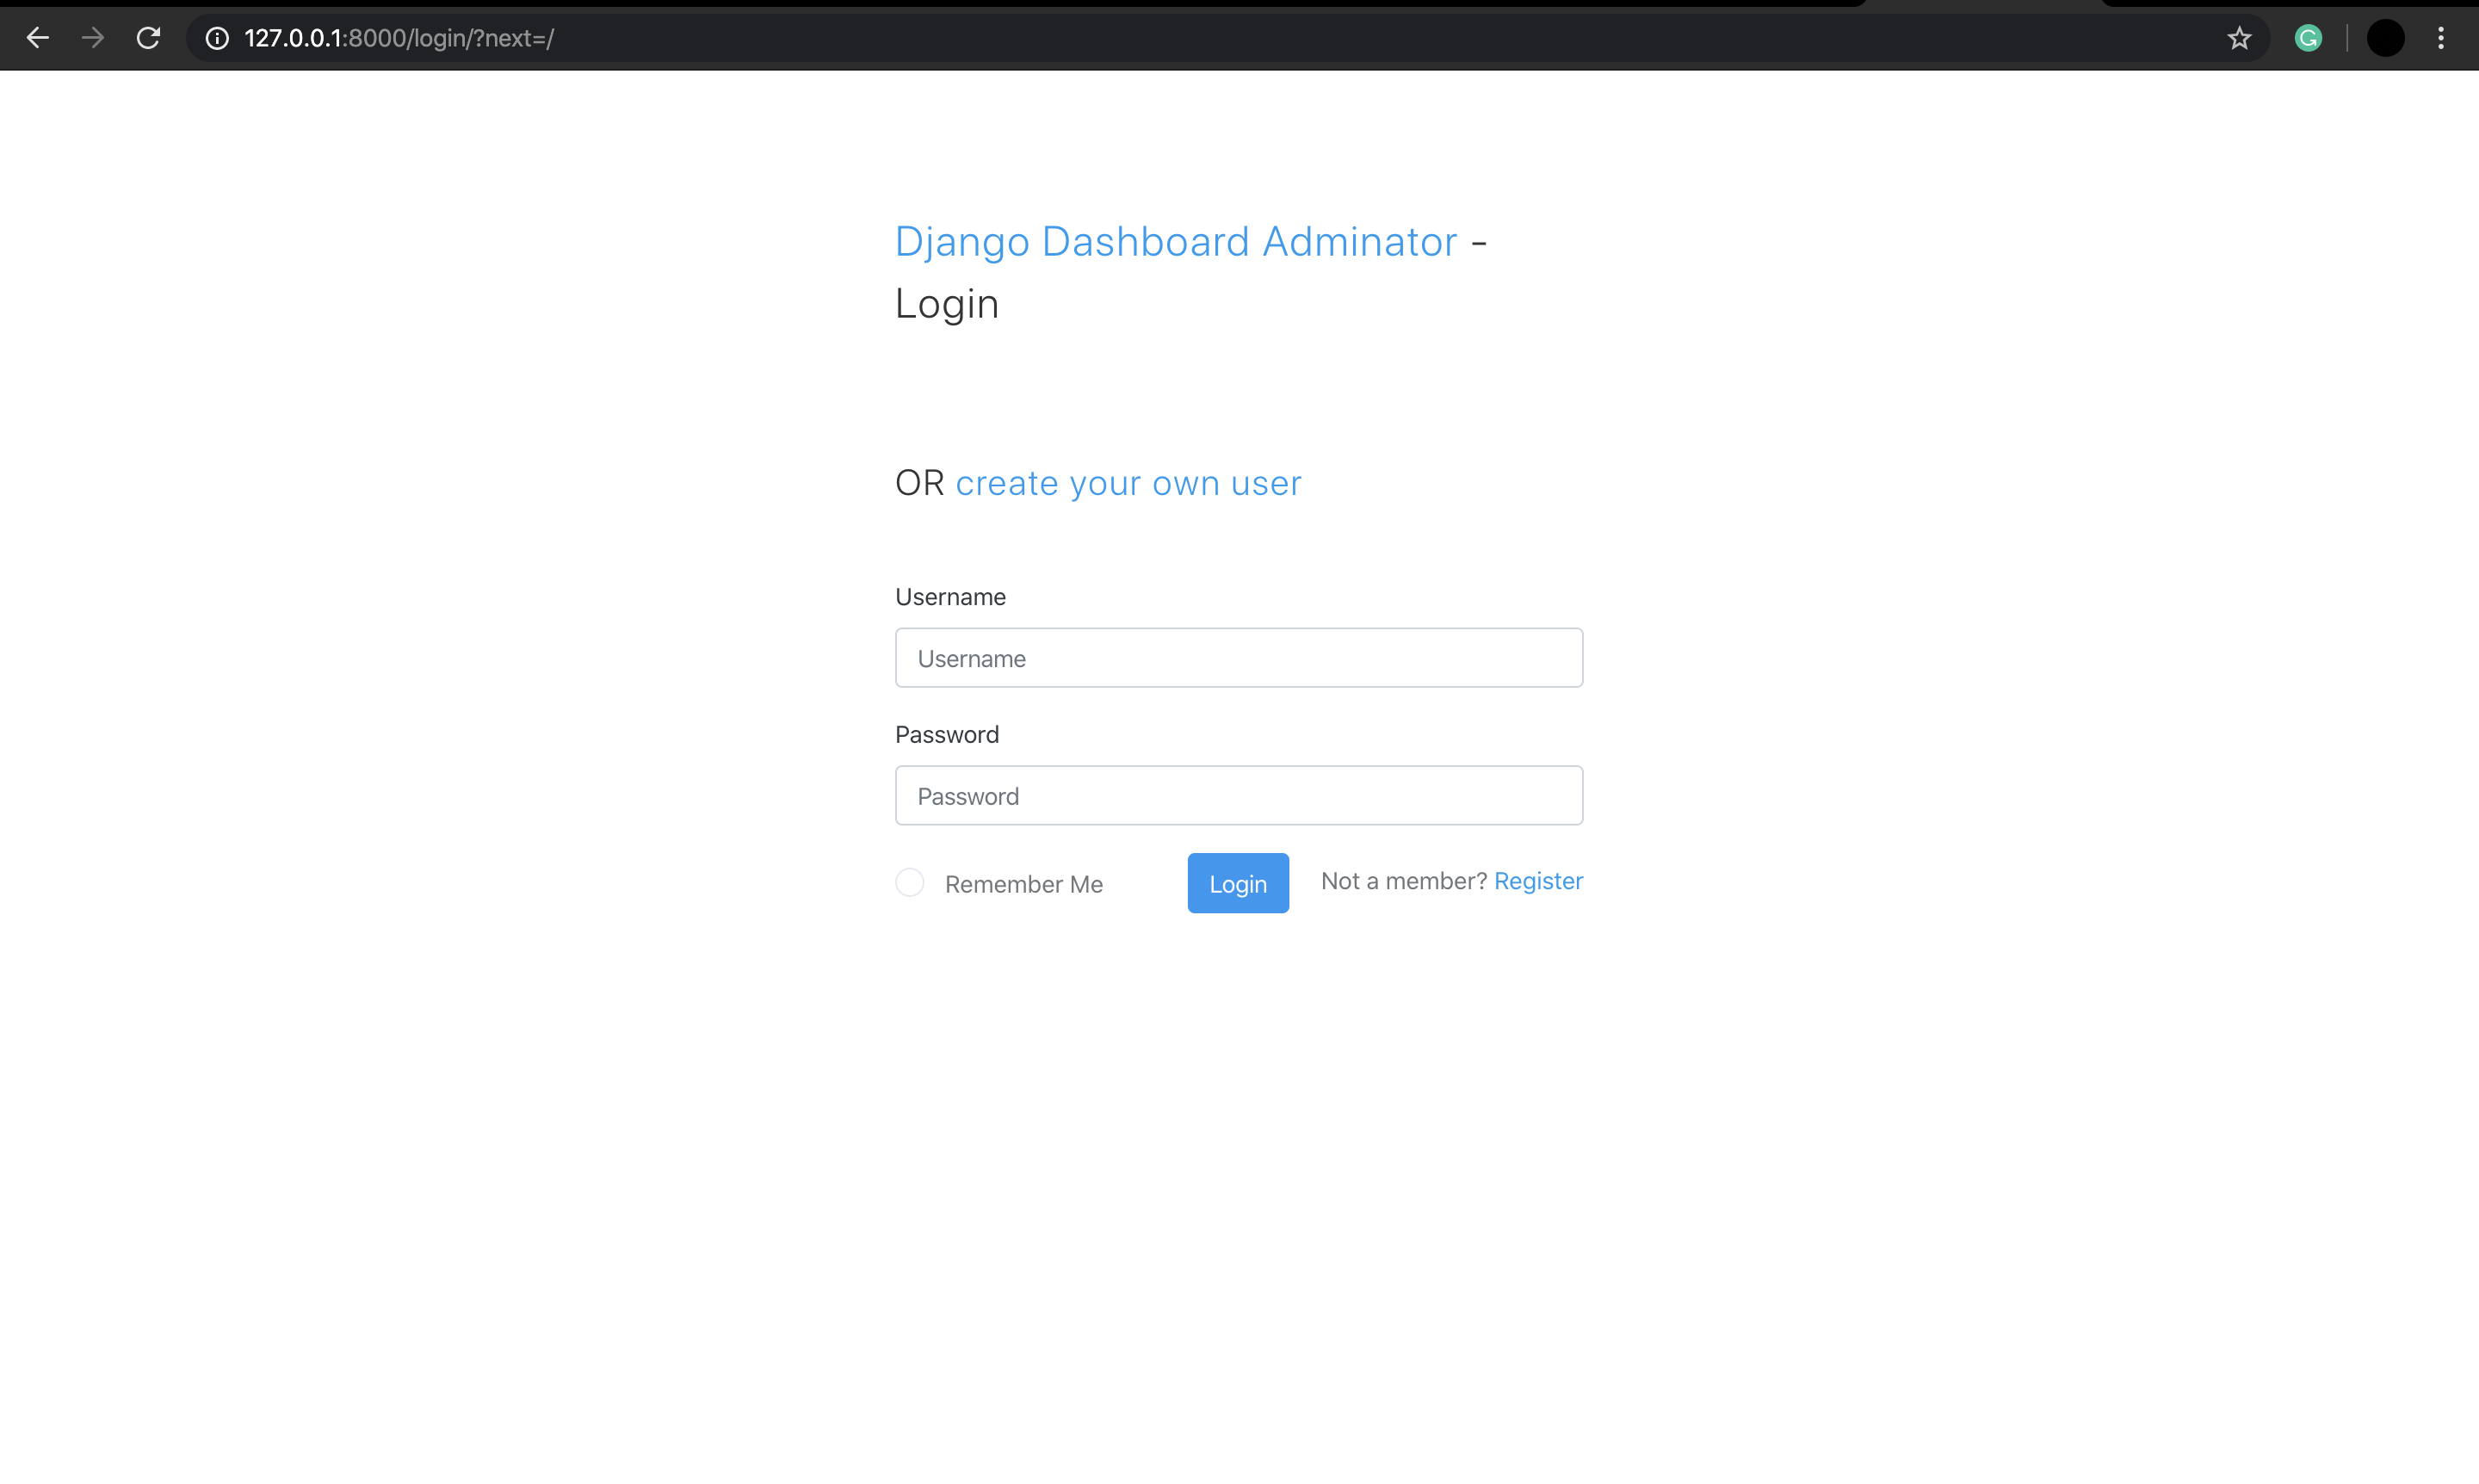 127.0.0.1:8000/login/?next=/
Django Dashboard Adminator -
Login
OR create your own user
Username
Username
Password
Password
Remember Me Login Not a member? Register